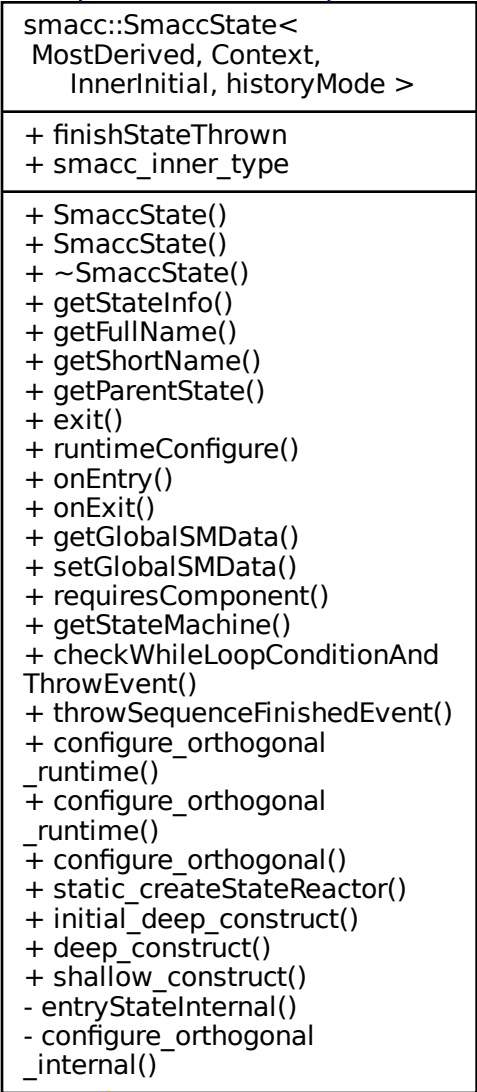 smacc::SmaccState<
MostDerived, Context,
InnerInitial, historyMode >
+ finishStateThrown
+ smacc_inner_type
+ SmaccState()
+ SmaccState()
+ ~SmaccState()
+ getStateInfo()
+ getFullName()
+ getShortName()
+ getParentState()
+ exit()
+ runtimeConfigure()
+ onEntry()
+ onExit()
+ getGlobalSMData()
+ setGlobalSMData()
+ requiresComponent()
+ getStateMachine()
+ checkWhileLoopConditionAnd
ThrowEvent()
+ throwSequenceFinishedEvent()
+ configure_orthogonal
_runtime()
+ configure_orthogonal
_runtime()
+ configure_orthogonal()
+ static_createStateReactor()
+ initial_deep_construct()
+ deep_construct()
+ shallow_construct()
- entryStateInternal()
- configure_orthogonal
_internal()